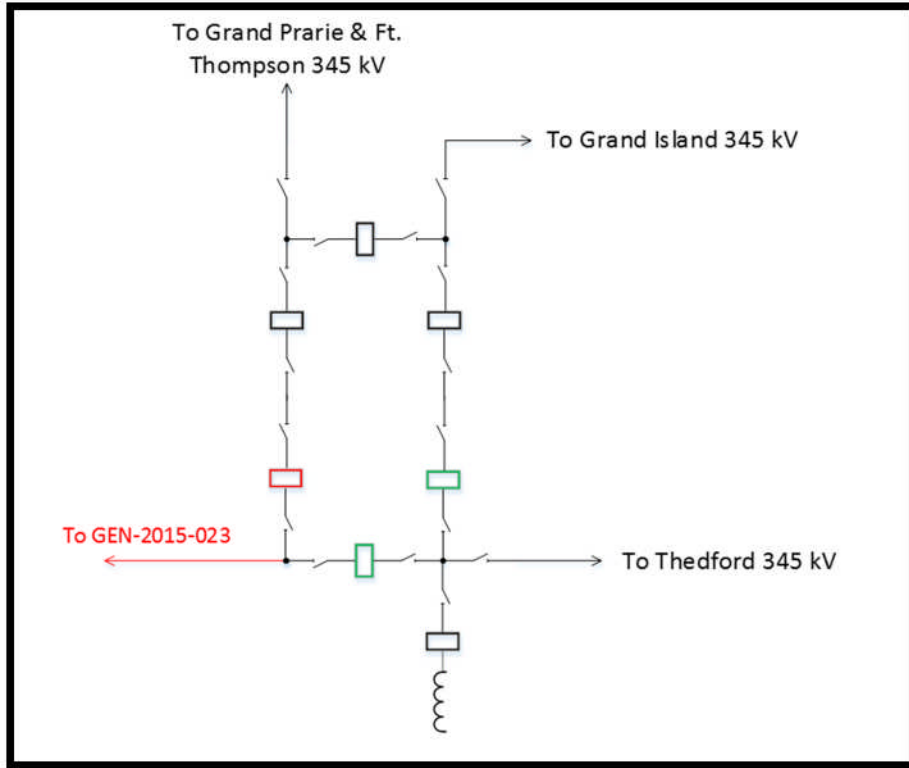 To Grand Prarie & Ft.
Thompson 345 kV
To Grand Island 345 kV
To GEN-2015-023
To Thedford 345 kV